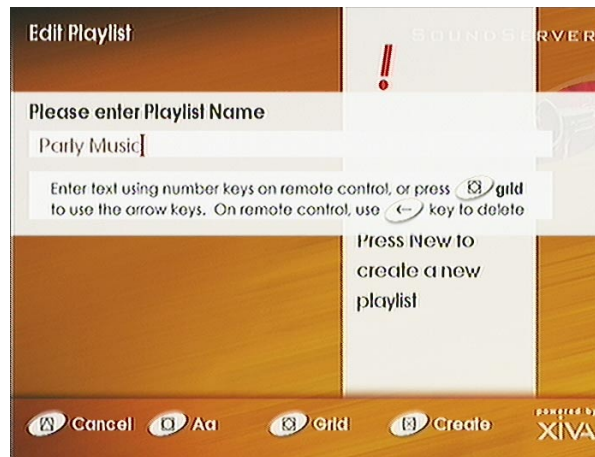 Edit Playlist
SOUNDSERVER
!
Please enter Playlist Name
Party Music
Enter text using number keys on remote control, or press grid
to use the arrow keys. On remote control, use ← key to delete
Press New to
create a new
playlist
Cancel Aa Grid Create
powered by
XiVA